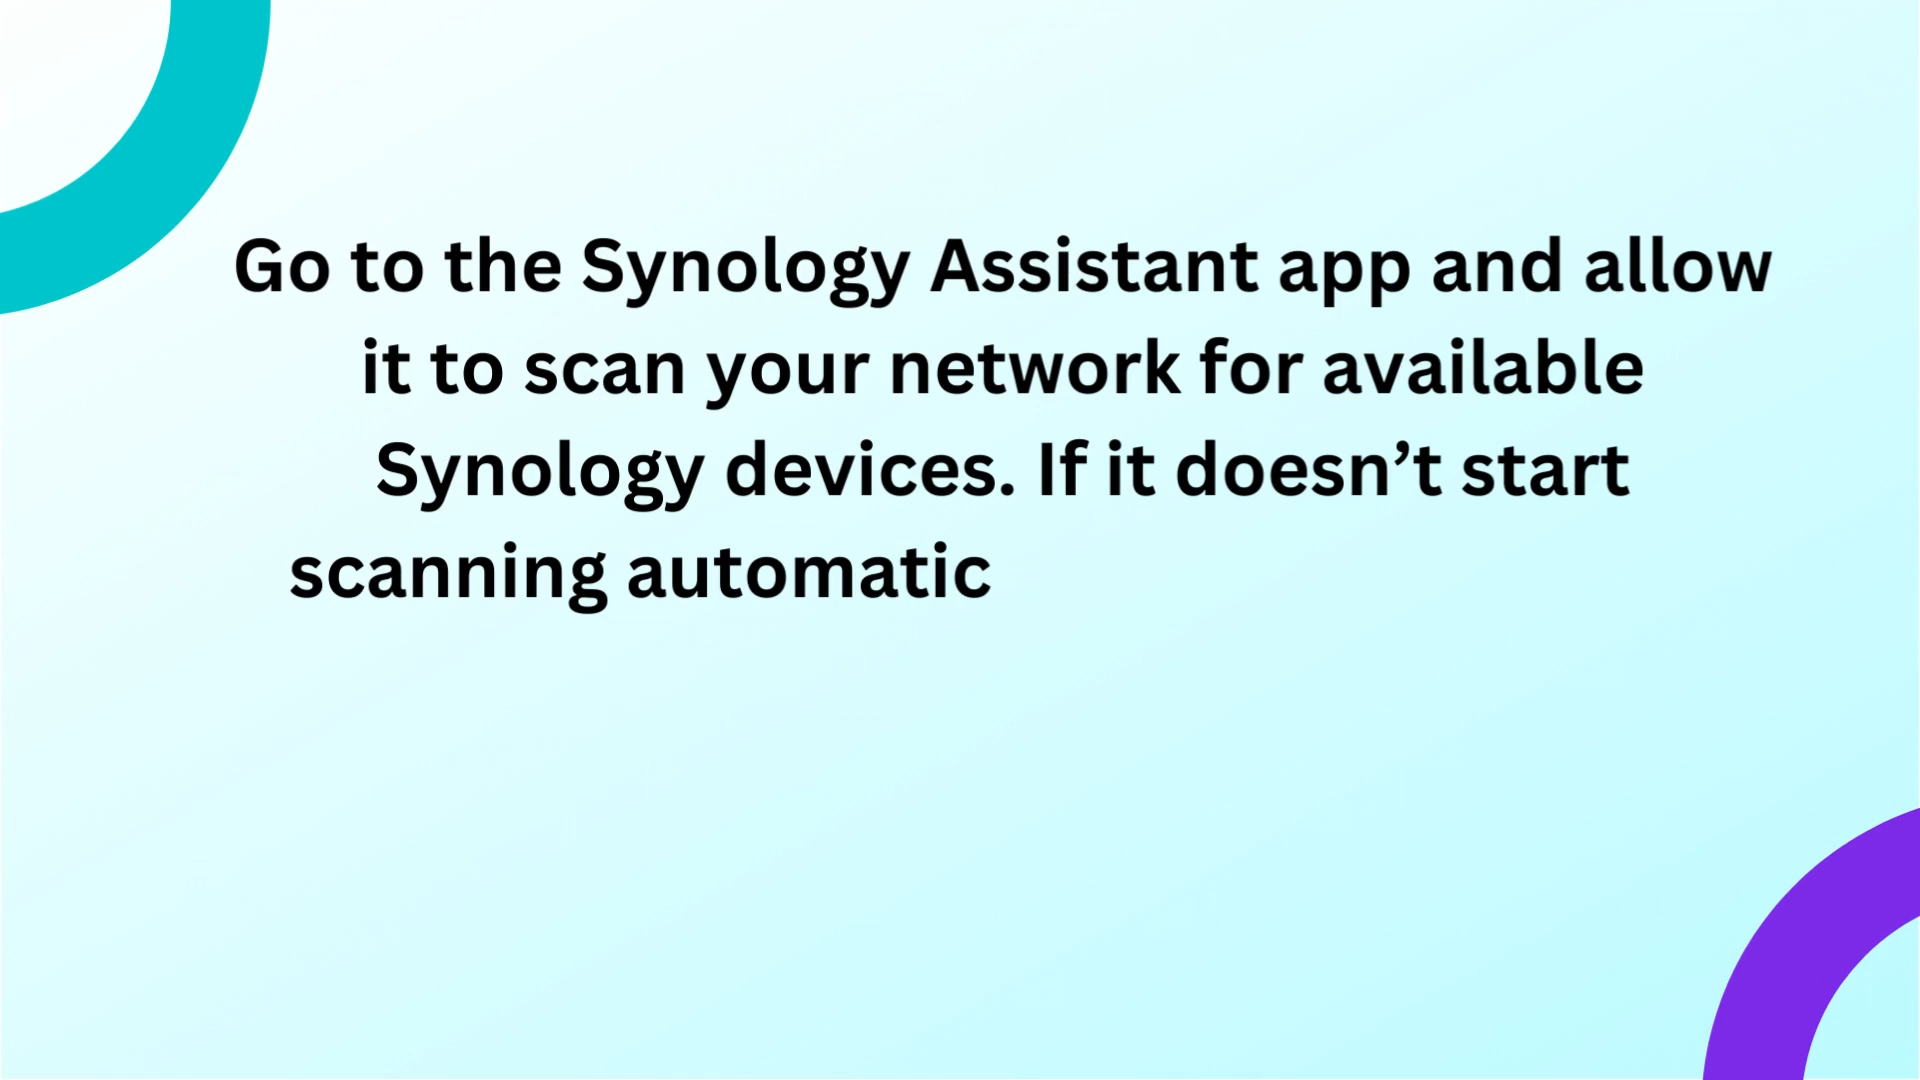 Go to the Synology Assistant app and allow
it to scan your network for available
Synology devices. If it doesn’t start
scanning automatic